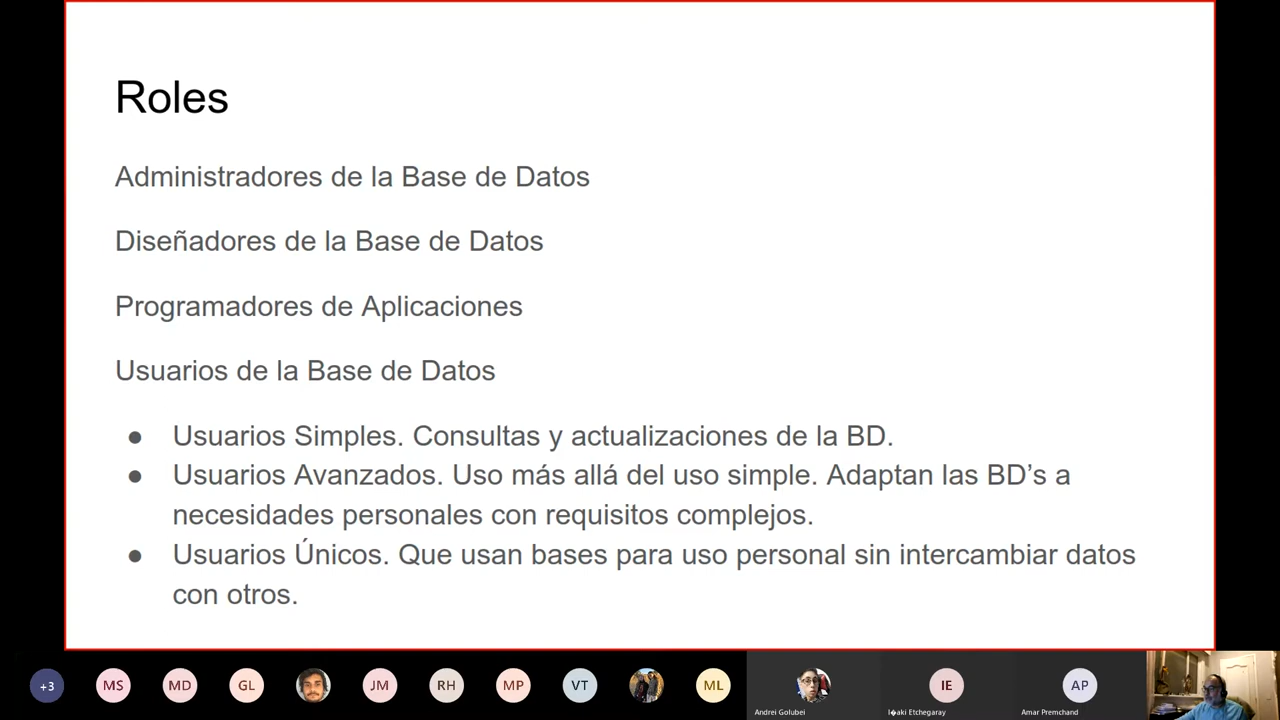 Roles
Administradores de la Base de Datos
Diseñadores de la Base de Datos
Programadores de Aplicaciones
Usuarios de la Base de Datos
● Usuarios Simples. Consultas y actualizaciones de la BD.
● Usuarios Avanzados. Uso más allá del uso simple. Adaptan las BD’s a
necesidades personales con requisitos complejos.
● Usuarios Únicos. Que usan bases para uso personal sin intercambiar datos
con otros.
+3 MS MD GL JM RH MP VT ML IE AP
Andrei Golubei I�aki Etchegaray Amar Premchand